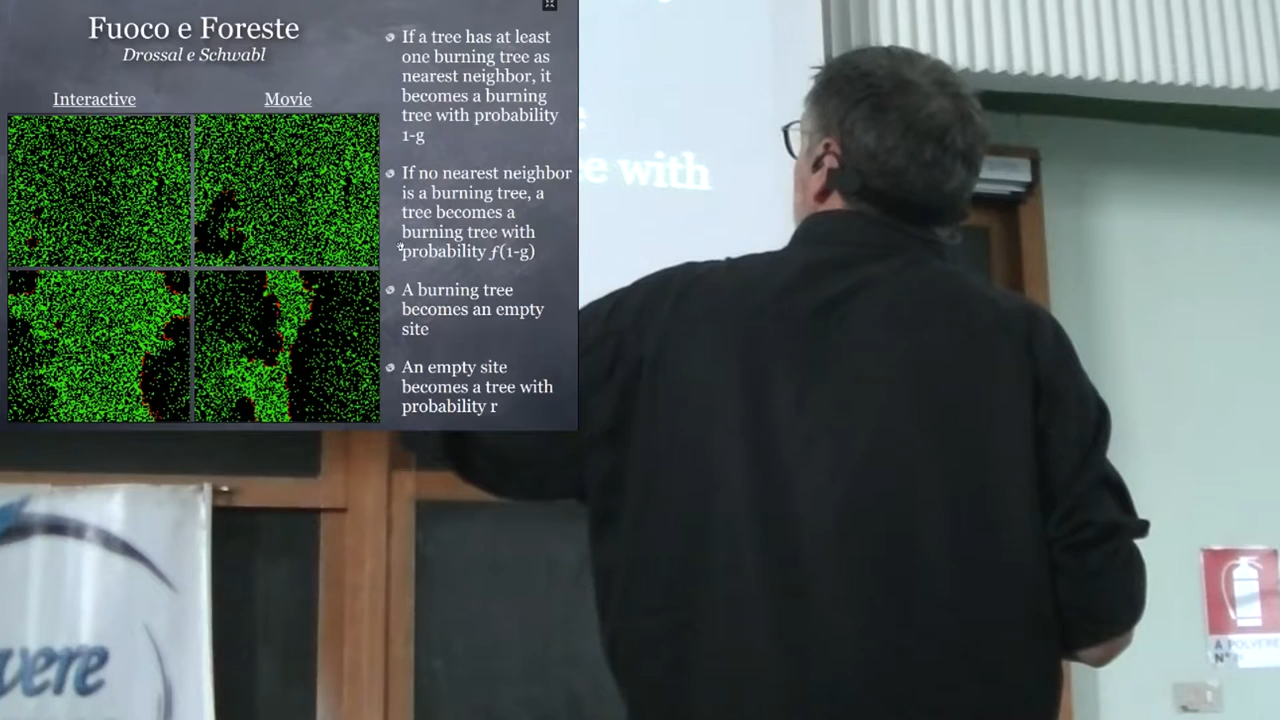 Fuoco e Foreste
Drossal e Schwabl
Interactive
Movie
If a tree has at least
one burning tree as
nearest neighbor, it
becomes a burning
tree with probability
1-g
If no nearest neighbor
is a burning tree, a
tree becomes a
burning tree with
probability f(1-g)
A burning tree
becomes an empty
site
An empty site
becomes a tree with
probability r
e with
vere
A POLVERE
N°